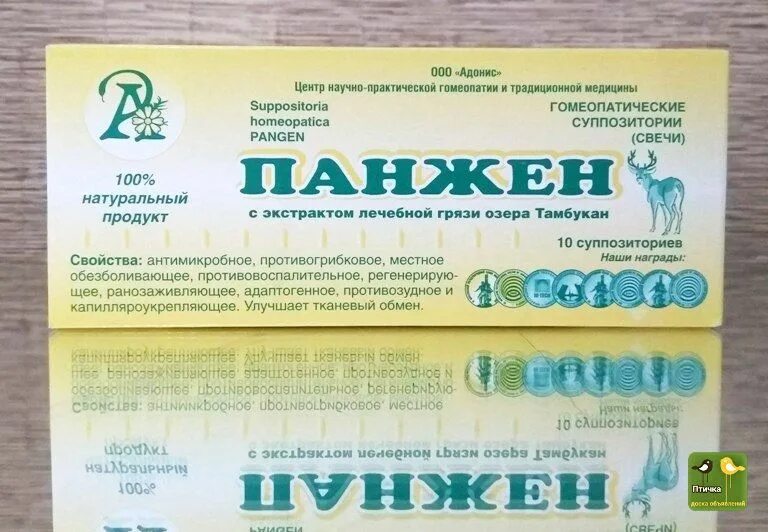 ООО «Адонис»
Центр научно-практической гомеопатии и традиционной медицины
Suppositoria
homeopatica
PANGEN
ГОМЕОПАТИЧЕСКИЕ
СУППОЗИТОРИИ
(СВЕЧИ)
100%
натуральный
продукт
ПАНЖЕН
с экстрактом лечебной грязи озера Тамбукан
10 суппозиториев
Наши награды:
Свойства: антимикробное, противогрибковое, местное
обезболивающее, противовоспалительное, регенерирую-
щее, ранозаживляющее, адаптогенное, противозудное и
капилляроукрепляющее. Улучшает тканевый обмен.
Птичка
доска объявлений